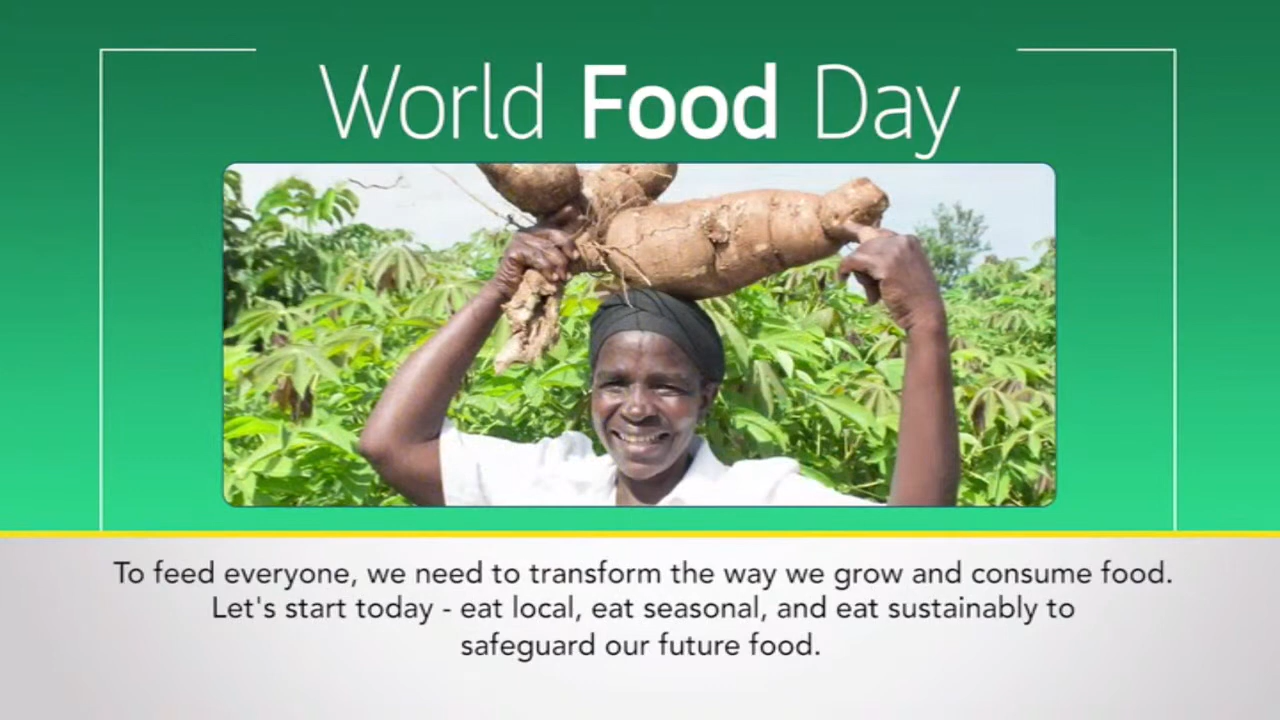 World Food Day
To feed everyone, we need to transform the way we grow and consume food.
Let's start today - eat local, eat seasonal, and eat sustainably to
safeguard our future food.